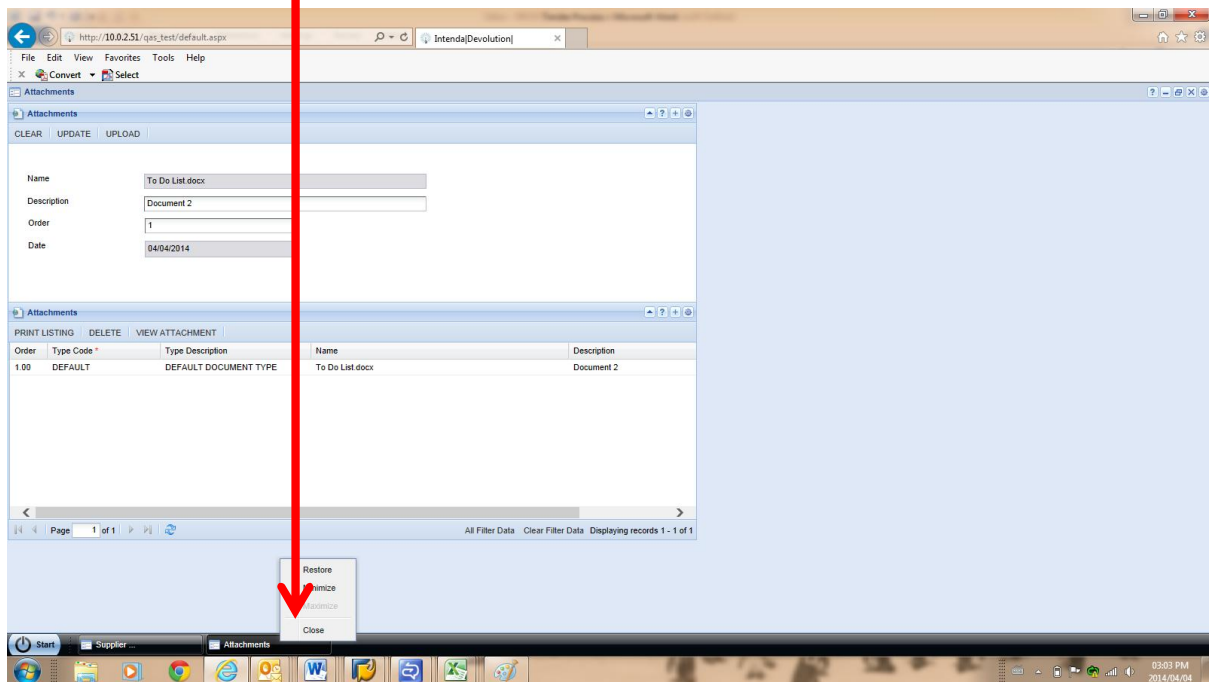 http://10.0.2.51/qas_test/default.aspx
Intenda|Devolution|
File Edit View Favorites Tools Help
Convert Select
Attachments
Attachments
CLEAR UPDATE UPLOAD
Name To Do List.docx
Description Document 2
Order 1
Date 04/04/2014
Attachments
PRINT LISTING DELETE VIEW ATTACHMENT
Order Type Code * Type Description Name Description
1.00 DEFAULT DEFAULT DOCUMENT TYPE To Do List.docx Document 2
Page 1 of 1 All Filter Data Clear Filter Data Displaying records 1 - 1 of 1
Restore
Minimize
Maximize
Close
Start Supplier ... Attachments
03:03 PM
2014/04/04